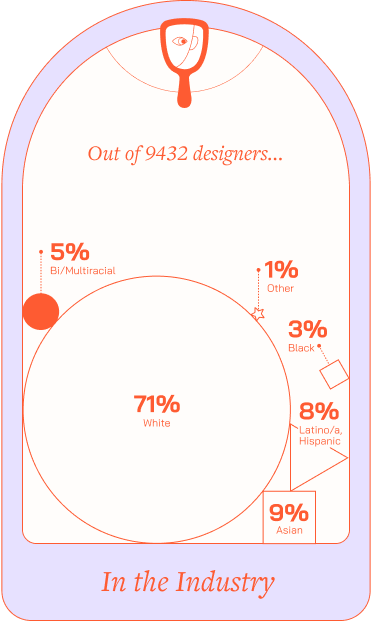 Out of 9432 designers...
5%
Bi/Multiracial
1%
Other
3%
Black
71%
White
8%
Latino/a,
Hispanic
9%
Asian
In the Industry